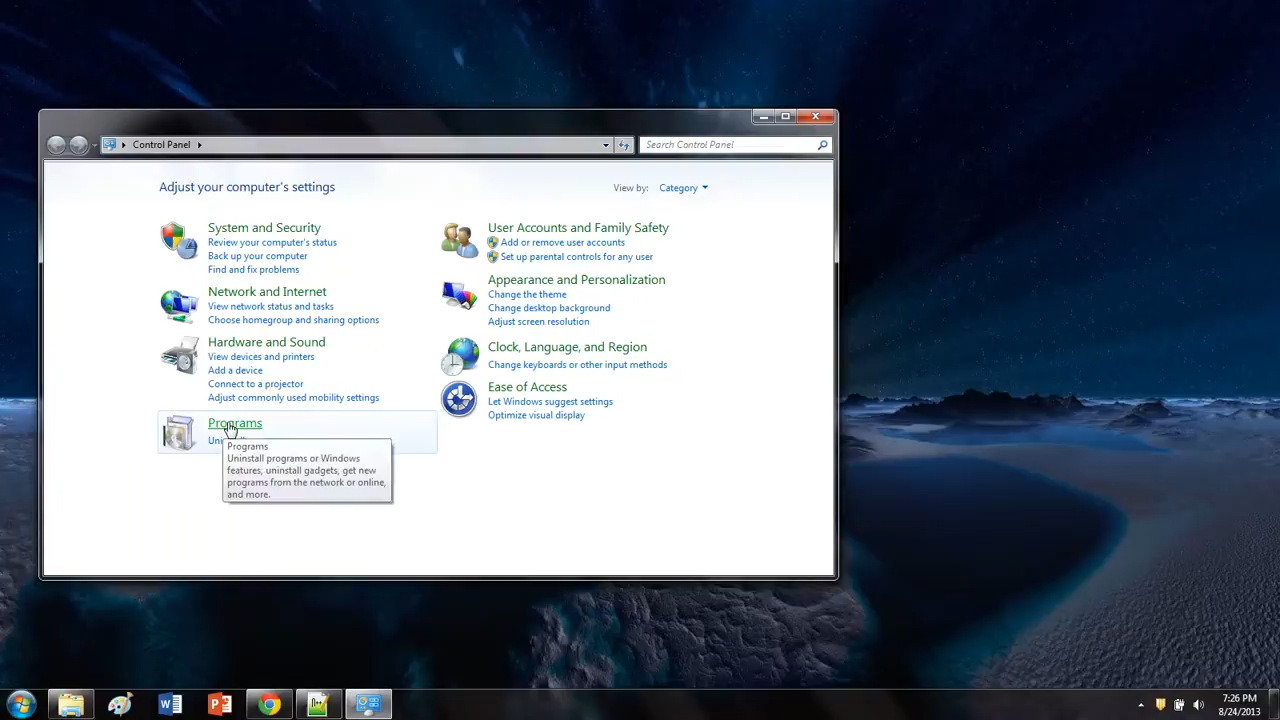 Control Panel
Search Control Panel
Adjust your computer's settings
View by: Category
System and Security
Review your computer's status
Back up your computer
Find and fix problems
Network and Internet
View network status and tasks
Choose homegroup and sharing options
Hardware and Sound
View devices and printers
Add a device
Connect to a projector
Adjust commonly used mobility settings
Programs
Programs
Uninstall programs or Windows
features, uninstall gadgets, get new
programs from the network or online,
and more.
User Accounts and Family Safety
Add or remove user accounts
Set up parental controls for any user
Appearance and Personalization
Change the theme
Change desktop background
Adjust screen resolution
Clock, Language, and Region
Change keyboards or other input methods
Ease of Access
Let Windows suggest settings
Optimize visual display
7:26 PM
8/24/2013